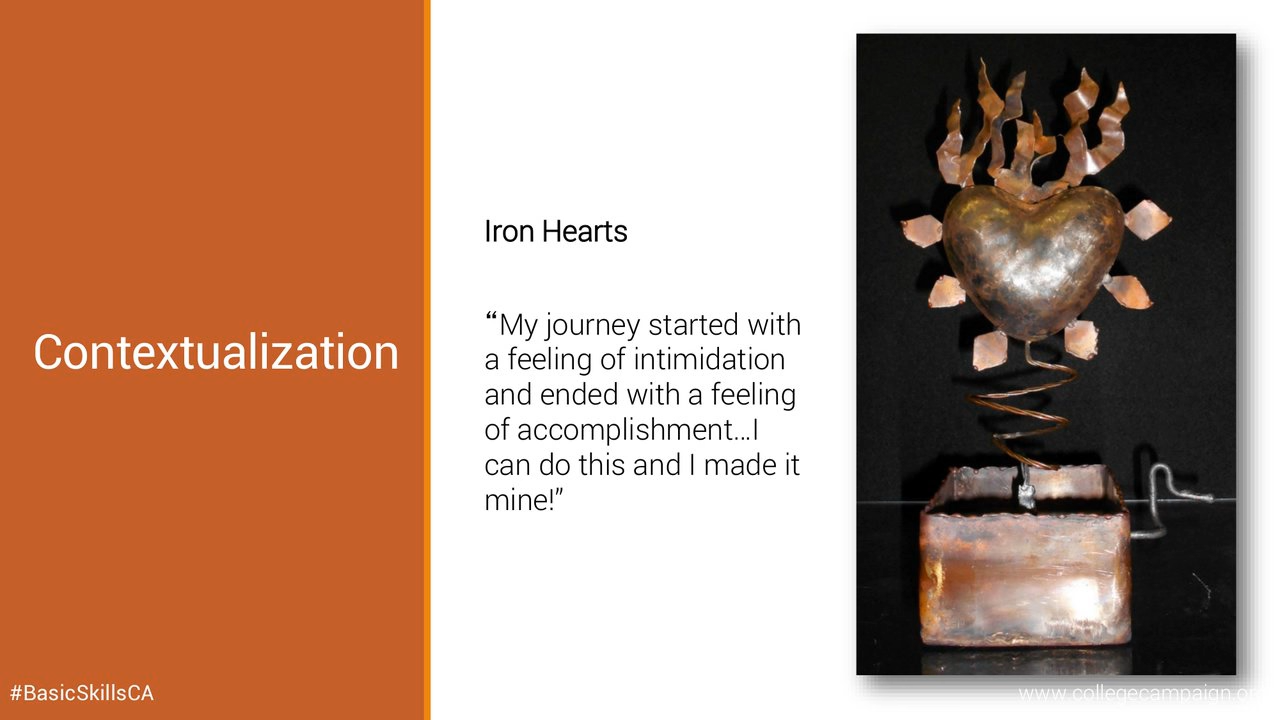 Contextualization
Iron Hearts
“My journey started with
a feeling of intimidation
and ended with a feeling
of accomplishment…I
can do this and I made it
mine!”
#BasicSkillsCA
www.collegecampaign.org